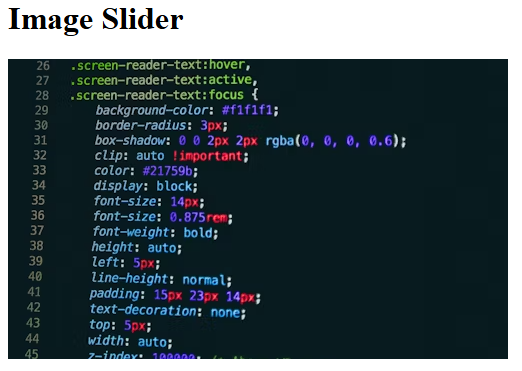 Image Slider
26 .screen-reader-text:hover,
27 .screen-reader-text:active,
28 .screen-reader-text:focus {
29 background-color: #f1f1f1;
30 border-radius: 3px;
31 box-shadow: 0 0 2px 2px rgba(0, 0, 0, 0.6);
32 clip: auto !important;
33 color: #21759b;
34 display: block;
35 font-size: 14px;
36 font-size: 0.875rem;
37 font-weight: bold;
38 height: auto;
39 left: 5px;
40 line-height: normal;
41 padding: 15px 23px 14px;
42 text-decoration: none;
43 top: 5px;
44 width: auto;
45 z-index: 100000;